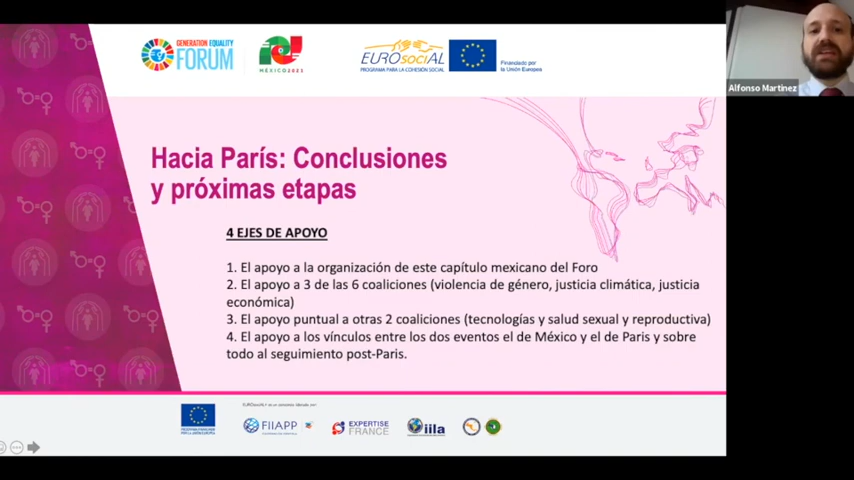 GENERATION EQUALITY
FORUM
MÉXICO2021
EUROsociAL
PROGRAMA PARA LA COHESIÓN SOCIAL
Financiado por
la Unión Europea
Alfonso Martinez
Hacia París: Conclusiones
y próximas etapas
4 EJES DE APOYO
1. El apoyo a la organización de este capítulo mexicano del Foro
2. El apoyo a 3 de las 6 coaliciones (violencia de género, justicia climática, justicia
económica)
3. El apoyo puntual a otras 2 coaliciones (tecnologías y salud sexual y reproductiva)
4. El apoyo a los vínculos entre los dos eventos el de México y el de Paris y sobre
todo al seguimiento post-Paris.
FIIAPP
EXPERTISE
FRANCE
iila